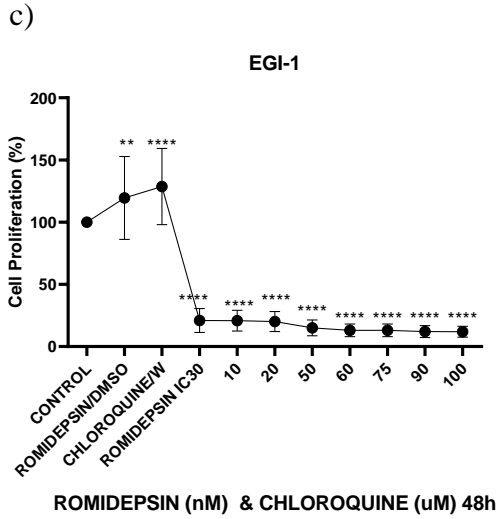 c)
EGI-1
Cell Proliferation (%)
200
150
100
50
0
**
****
****
****
****
****
****
****
****
****
CONTROL
ROMIDEPSIN/DMSO
CHLOROQUINE/W
ROMIDEPSIN IC30
10
20
50
60
75
90
100
ROMIDEPSIN (nM) & CHLOROQUINE (uM) 48h